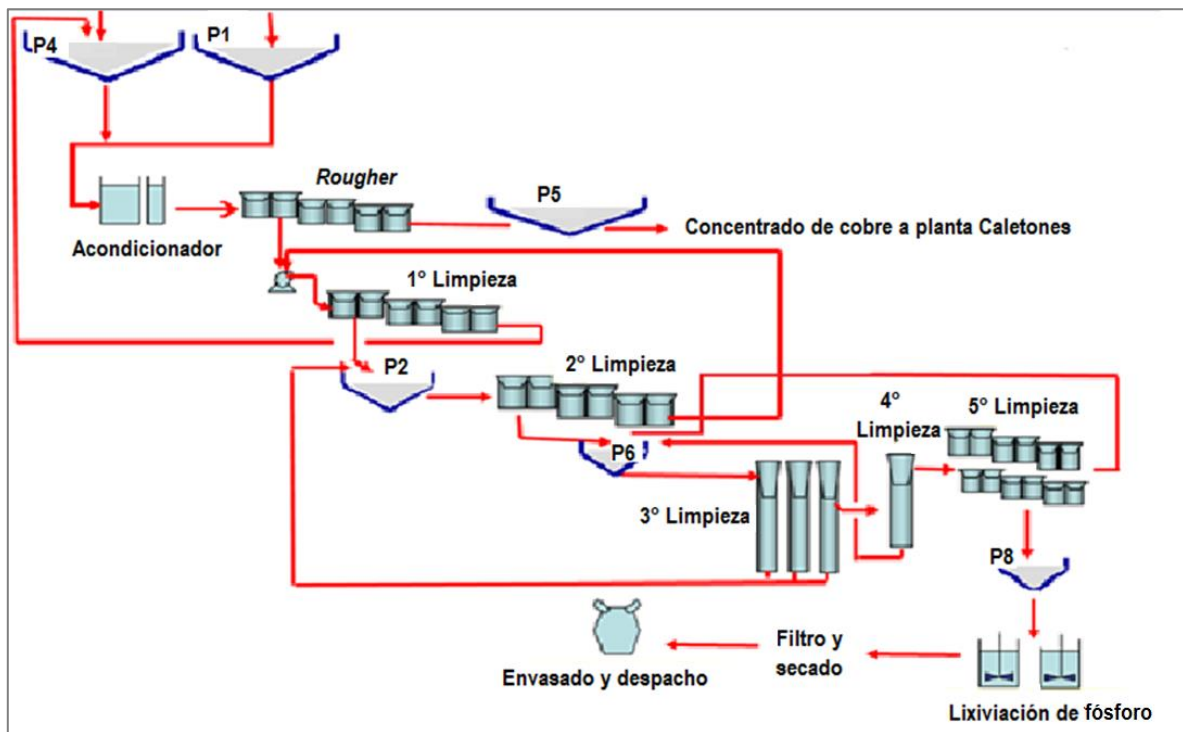 P4
P1
Rougher
P5
Concentrado de cobre a planta Caletones
Acondicionador
1° Limpieza
P2
2° Limpieza
4°
Limpieza
5° Limpieza
P6
3° Limpieza
P8
Filtro y
secado
Envasado y despacho
Lixiviación de fósforo